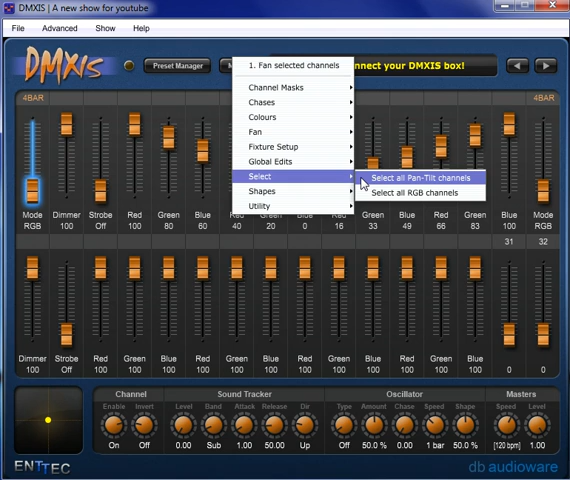 DMXIS | A new show for youtube
File Advanced Show Help
DMXIS
Preset Manager
M
nnect your DMXIS box!
1. Fan selected channels
Channel Masks
Chases
Colours
Fan
Fixture Setup
Global Edits
Select
Shapes
Utility
Select all Pan-Tilt channels
Select all RGB channels
4BAR 4BAR
Mode Dimmer Strobe Red Green Blue Red Green Blue Red Green Red Green Blue Mode
RGB 100 Off 100 80 60 40 20 0 16 33 66 83 100 RGB
31 32
Dimmer Strobe Red Green Blue Red Green Blue Red Green Blue Red Green Blue
100 Off 100 100 100 100 100 100 100 100 100 100 100 100 0 0
Channel Sound Tracker Oscillator Masters
Enable Invert Level Band Attack Release Dir Type Amount Chase Speed Shape Speed Level
On Off 0.00 Sub 1.00 50.00 Up Off 50.0 % 0.00 1 bar 50.0 % [120 bpm] 1.00
ENTTEC
db audioware